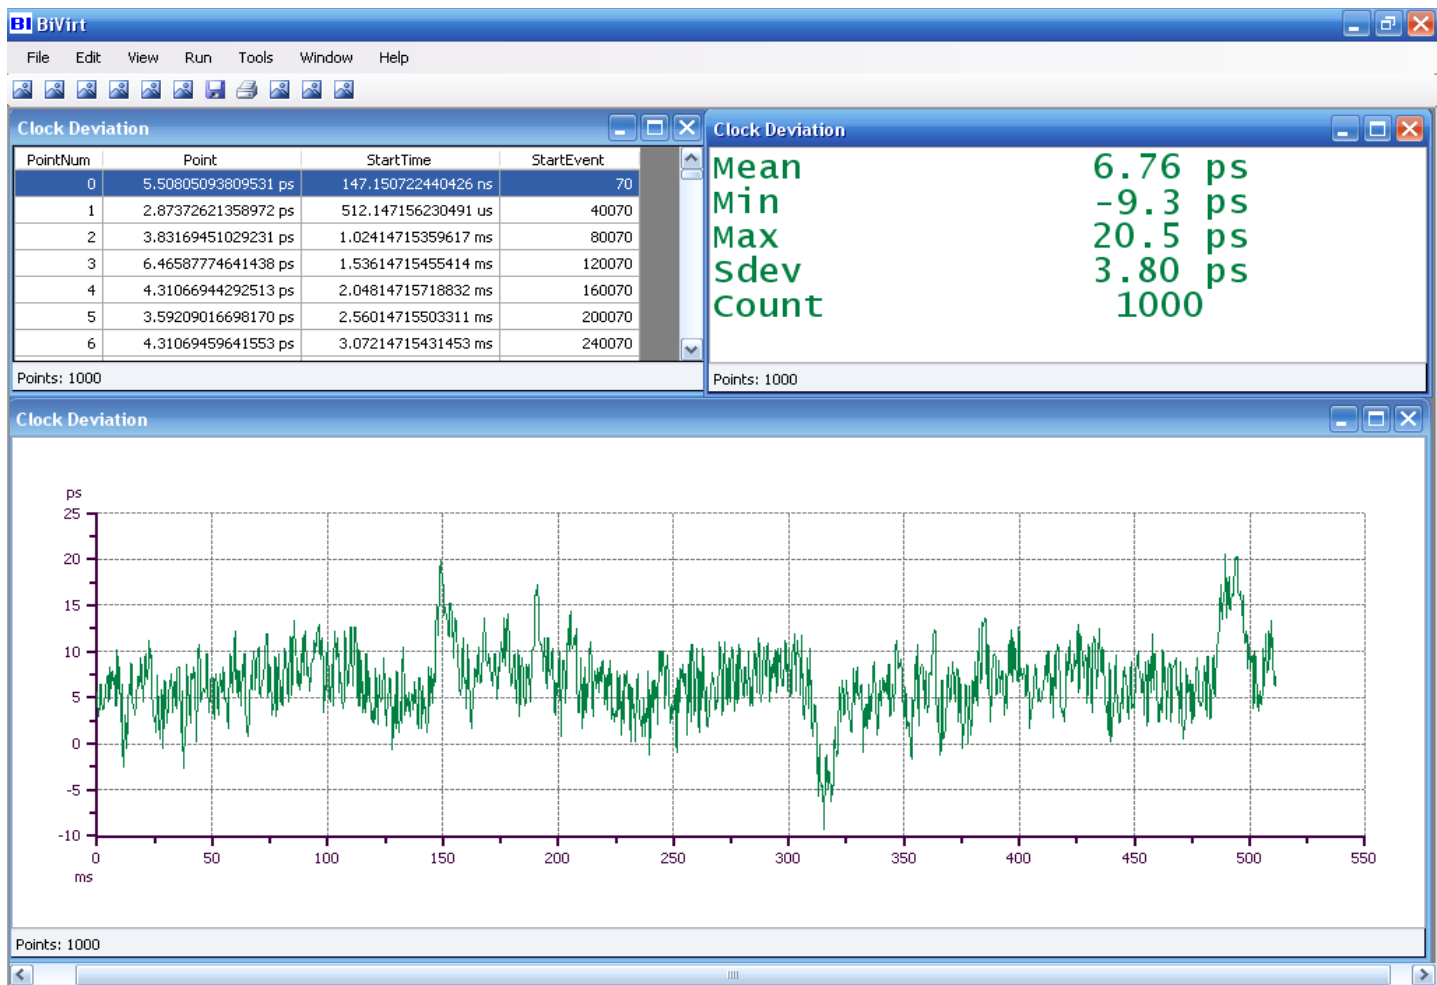 BI BiVirt
File Edit View Run Tools Window Help
Clock Deviation
PointNum Point StartTime StartEvent
0 5.50805093809531 ps 147.150722440426 ns 70
1 2.87372621358972 ps 512.147156230491 us 40070
2 3.83169451029231 ps 1.02414715359617 ms 80070
3 6.46587774641438 ps 1.53614715455414 ms 120070
4 4.31066944292513 ps 2.04814715718832 ms 160070
5 3.59209016698170 ps 2.56014715503311 ms 200070
6 4.31069459641553 ps 3.07214715431453 ms 240070
Points: 1000
Clock Deviation
Mean 6.76 ps
Min -9.3 ps
Max 20.5 ps
Sdev 3.80 ps
Count 1000
Points: 1000
Clock Deviation
ps
25
20
15
10
5
0
-5
-10
0 50 100 150 200 250 300 350 400 450 500 550
ms
Points: 1000